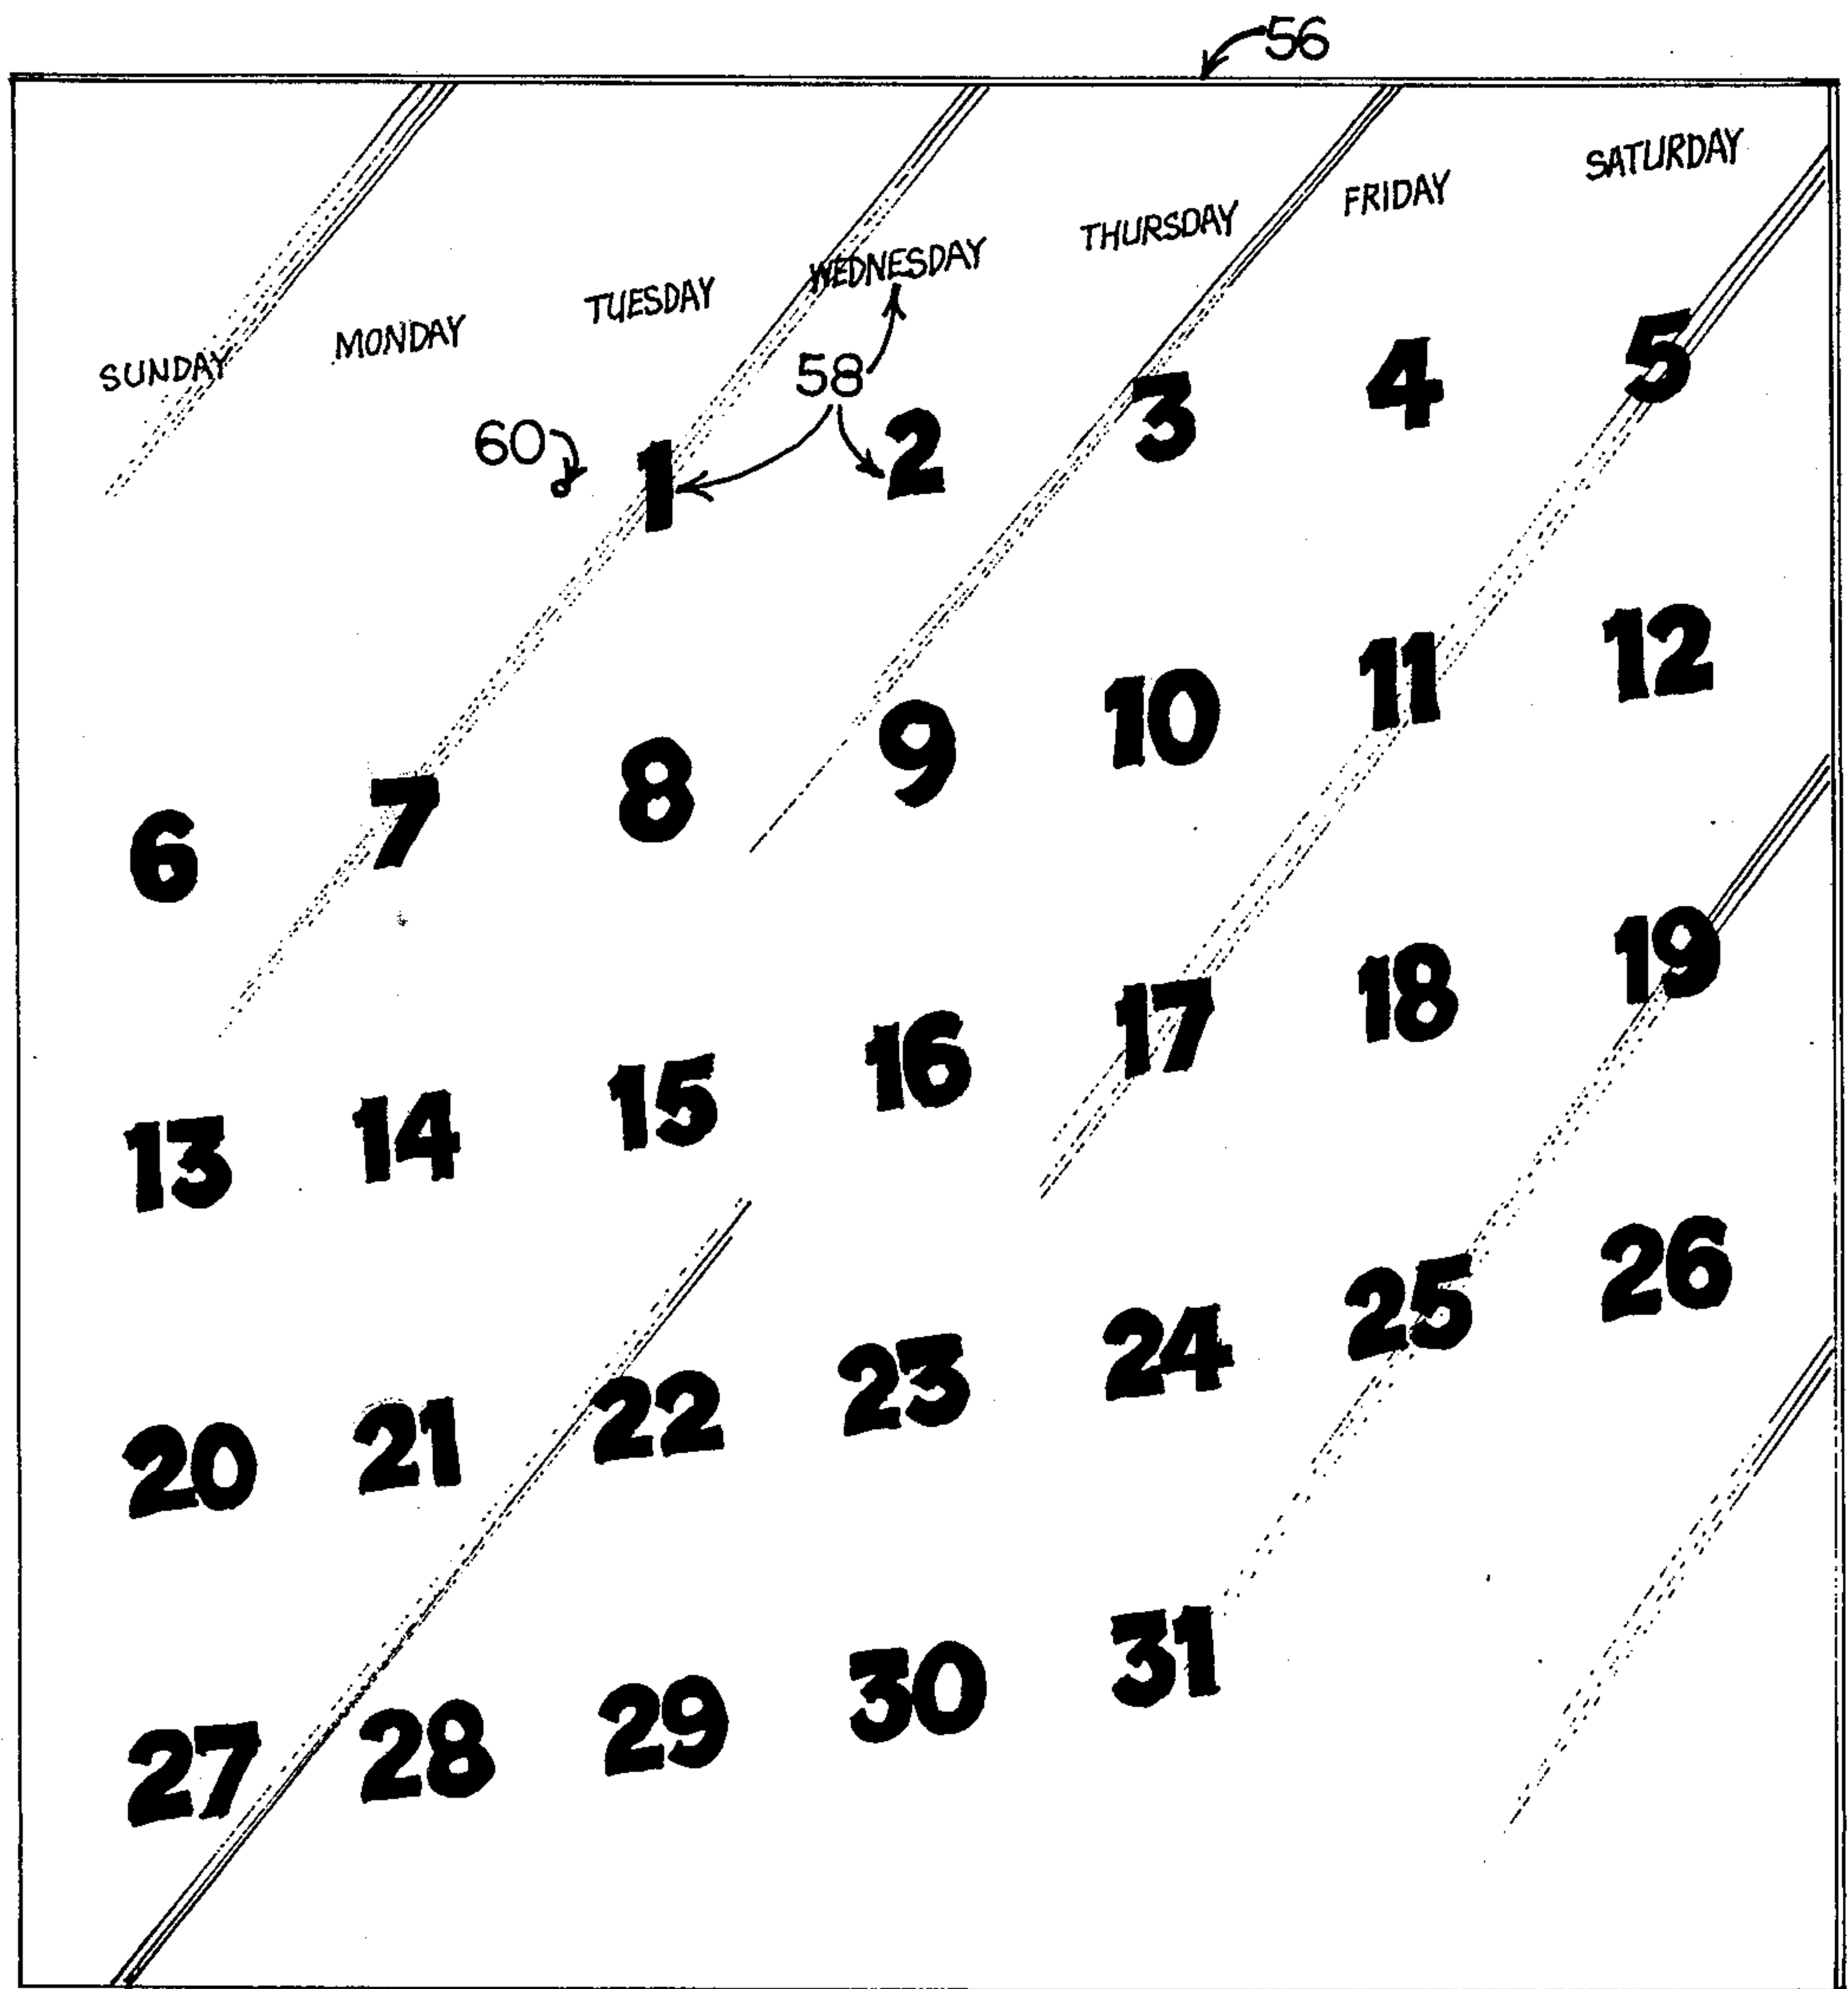 56
SUNDAY MONDAY TUESDAY WEDNESDAY THURSDAY FRIDAY SATURDAY
58
60
1 2 3 4 5
6 7 8 9 10 11 12
13 14 15 16 17 18 19
20 21 22 23 24 25 26
27 28 29 30 31